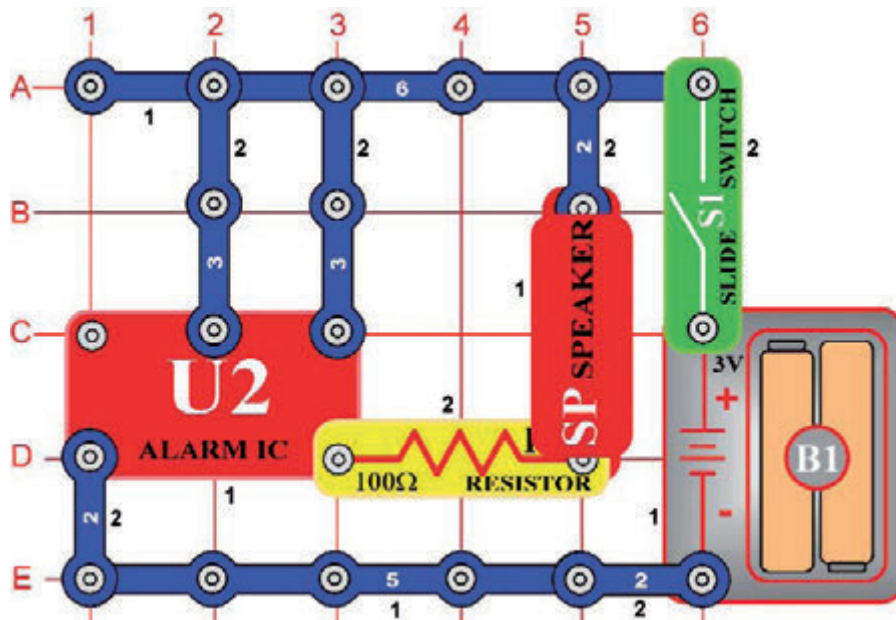 1 2 3 4 5 6
A 6
1 2 2 2 2 2
B
3 3
S1
SLIDE SWITCH
1
SP SPEAKER
C
U2
ALARM IC
3V
+
-
B1
2
D
100Ω RESISTOR
2 2 1 1
E 5 2
1 2